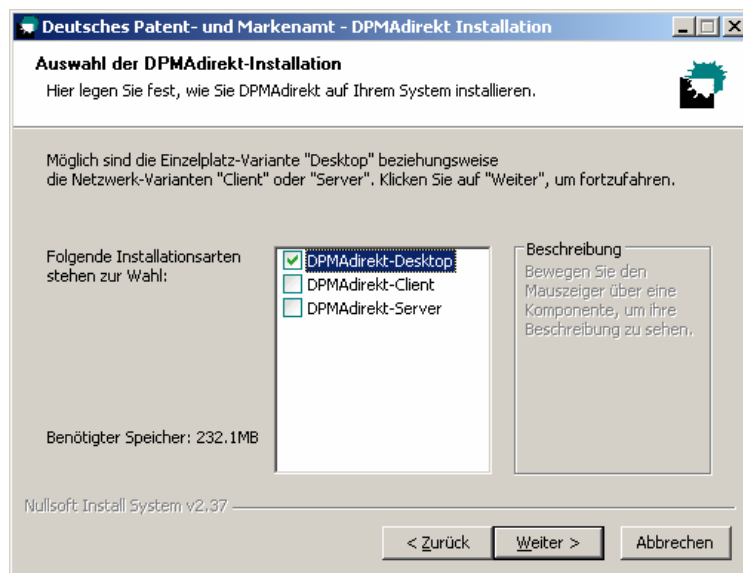 Deutsches Patent- und Markenamt - DPMAdirekt Installation
Auswahl der DPMAdirekt-Installation
Hier legen Sie fest, wie Sie DPMAdirekt auf Ihrem System installieren.
Möglich sind die Einzelplatz-Variante "Desktop" beziehungsweise
die Netzwerk-Varianten "Client" oder "Server". Klicken Sie auf "Weiter", um fortzufahren.
Folgende Installationsarten
stehen zur Wahl:
DPMAdirekt-Desktop
DPMAdirekt-Client
DPMAdirekt-Server
Beschreibung
Bewegen Sie den
Mauszeiger über eine
Komponente, um ihre
Beschreibung zu sehen.
Benötigter Speicher: 232.1MB
Nullsoft Install System v2.37
< Zurück
Weiter >
Abbrechen